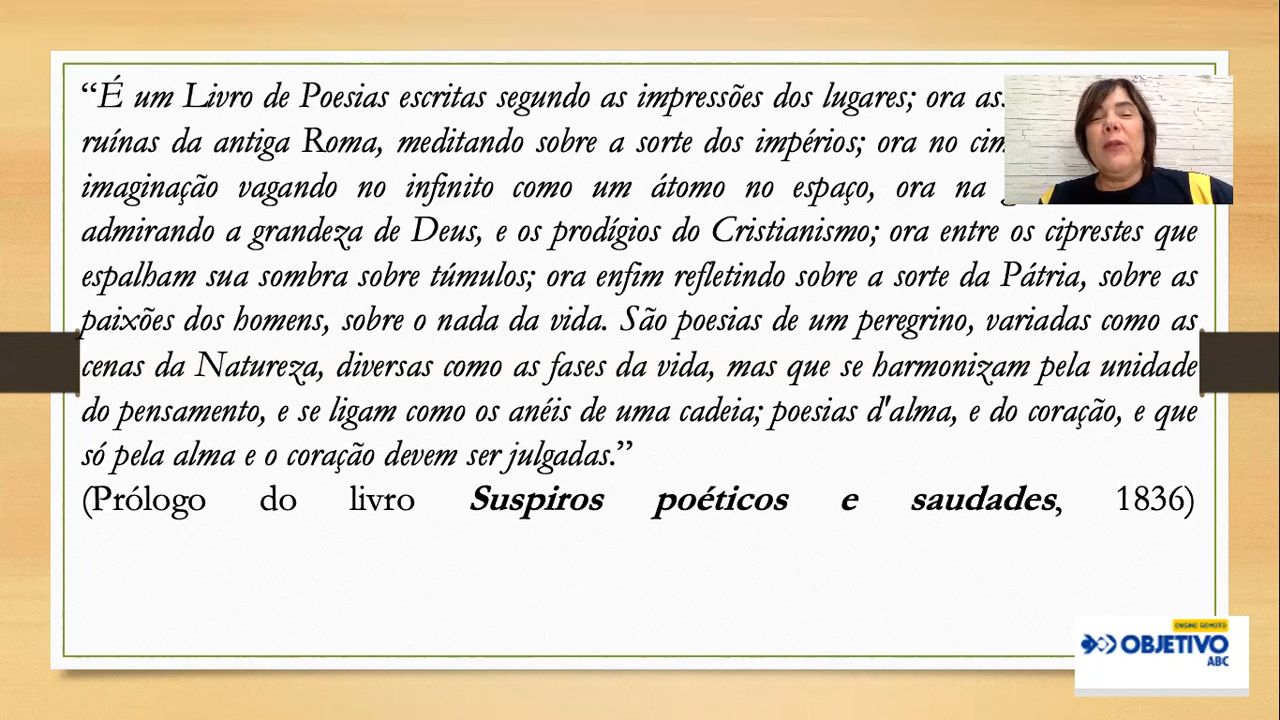 “É um Livro de Poesias escritas segundo as impressões dos lugares; ora
ruínas da antiga Roma, meditando sobre a sorte dos impérios; ora no
imaginação vagando no infinito como um átomo no espaço, ora na
admirando a grandeza de Deus, e os prodígios do Cristianismo; ora entre os ciprestes que
espalham sua sombra sobre túmulos; ora enfim refletindo sobre a sorte da Pátria, sobre as
paixões dos homens, sobre o nada da vida. São poesias de um peregrino, variadas como as
cenas da Natureza, diversas como as fases da vida, mas que se harmonizam pela unidade
do pensamento, e se ligam como os anéis de uma cadeia; poesias d'alma, e do coração, e que
só pela alma e o coração devem ser julgadas.”
(Prólogo do livro Suspiros poéticos e saudades, 1836)
ENSINO REMOTO
OBJETIVO
ABC